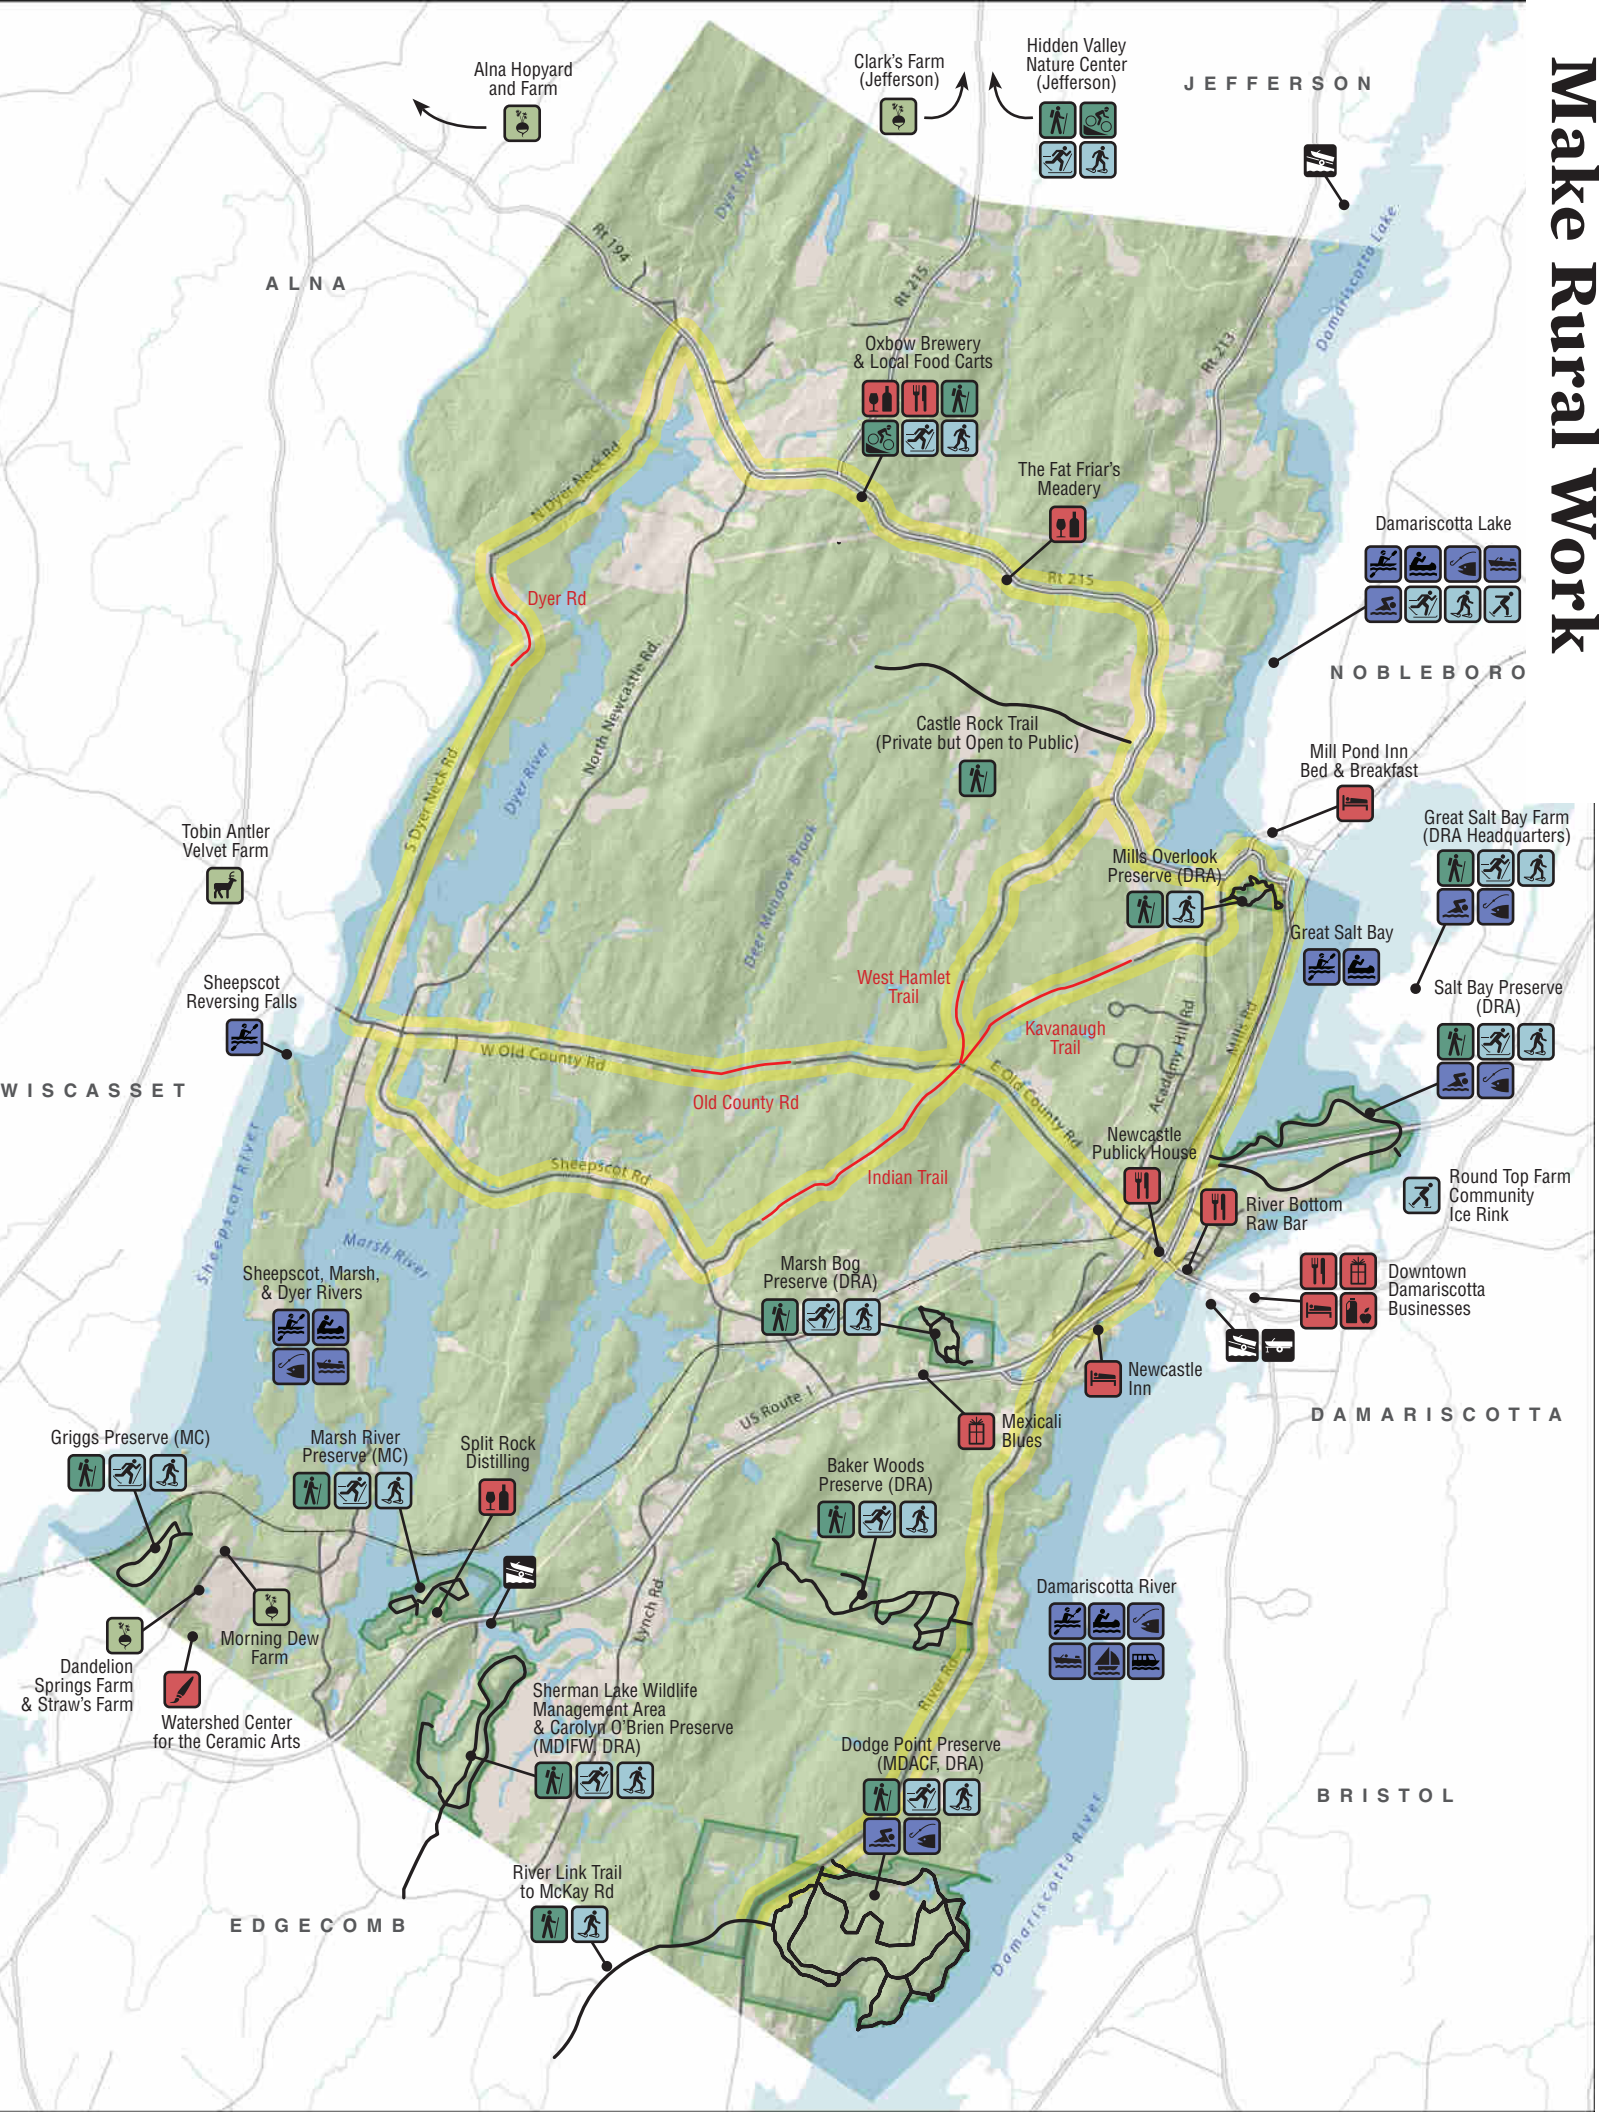 Make Rural Work
JEFFERSON
Alna Hopyard
and Farm
Clark's Farm
(Jefferson)
Hidden Valley
Nature Center
(Jefferson)
Dyer River
Damariscotta Lake
Rt 194
Rt 215
Rt 213
ALNA
Oxbow Brewery
& Local Food Carts
The Fat Friar's
Meadery
N Dyer Neck Rd
Rt 215
Damariscotta Lake
Dyer Rd
NOBLEBORO
North Newcastle Rd.
Castle Rock Trail
(Private but Open to Public)
Mill Pond Inn
Bed & Breakfast
S Dyer Neck Rd
Dyer River
Great Salt Bay Farm
(DRA Headquarters)
Tobin Antler
Velvet Farm
Mills Overlook
Preserve (DRA)
Deer Meadow Brook
Great Salt Bay
Sheepscot
Reversing Falls
West Hamlet
Trail
Salt Bay Preserve
(DRA)
Kavanaugh
Trail
Academy Hill Rd
Mills Rd
W Old County Rd
E Old County Rd
WISCASSET
Old County Rd
Newcastle
Publick House
Sheepscot River
Sheepscot Rd
Indian Trail
Round Top Farm
Community
Ice Rink
River Bottom
Raw Bar
Marsh River
Sheepscot, Marsh,
& Dyer Rivers
Marsh Bog
Preserve (DRA)
Downtown
Damariscotta
Businesses
Newcastle
Inn
US Route 1
Mexicali
Blues
DAMARISCOTTA
Griggs Preserve (MC)
Marsh River
Preserve (MC)
Split Rock
Distilling
Baker Woods
Preserve (DRA)
Lynch Rd
Damariscotta River
Morning Dew
Farm
Dandelion
Springs Farm
& Straw's Farm
Watershed Center
for the Ceramic Arts
River Rd
Sherman Lake Wildlife
Management Area
& Carolyn O'Brien Preserve
(MDIFW, DRA)
Dodge Point Preserve
(MDACF, DRA)
BRISTOL
Damariscotta River
River Link Trail
to McKay Rd
EDGECOMB